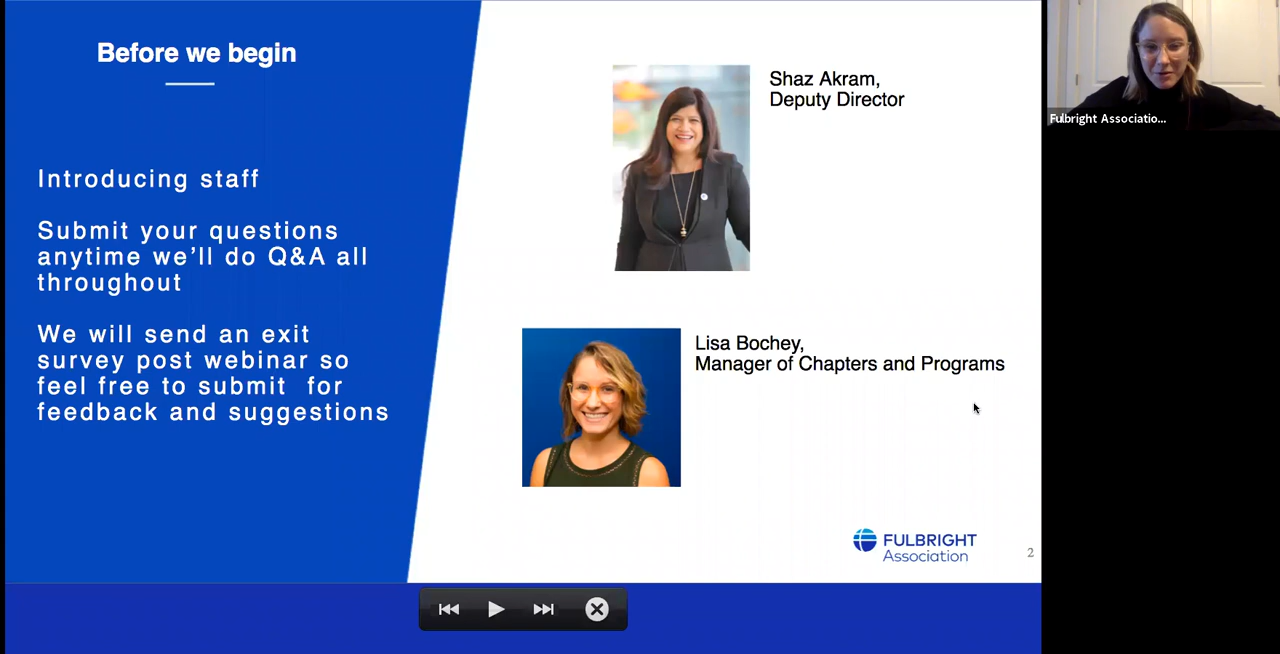 Before we begin
Introducing staff
Submit your questions
anytime we’ll do Q&A all
throughout
We will send an exit
survey post webinar so
feel free to submit  for
feedback and suggestions
Shaz Akram,
Deputy Director
Lisa Bochey,
Manager of Chapters and Programs
FULBRIGHT
Association
2
Fulbright Associatio...